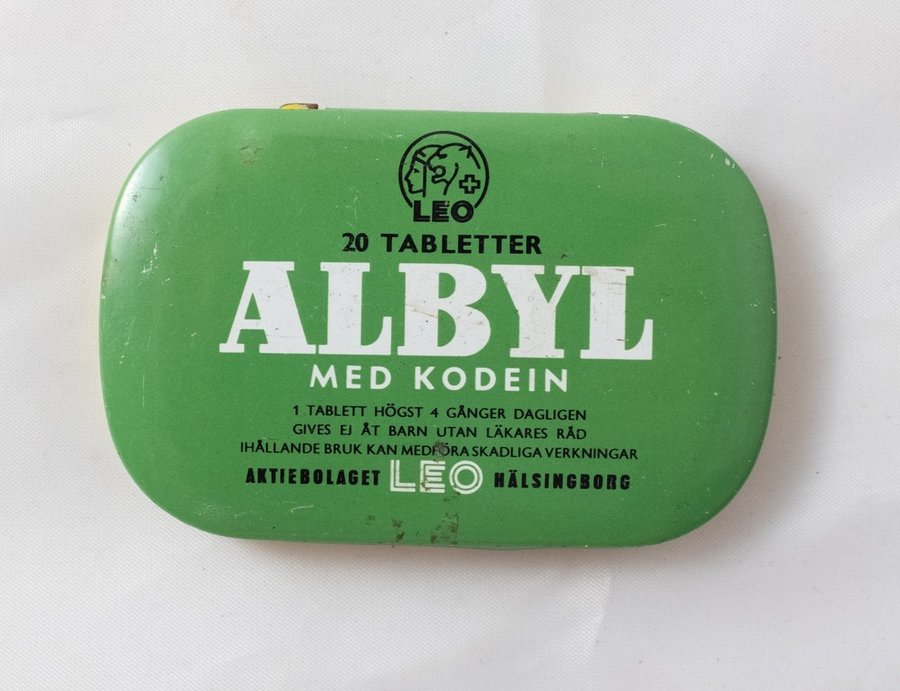 LEO
20 TABLETTER
ALBYL
MED KODEIN
1 TABLETT HÖGST 4 GÅNGER DAGLIGEN
GIVES EJ ÅT BARN UTAN LÄKARES RÅD
IHÅLLANDE BRUK KAN MEDFÖRA SKADLIGA VERKNINGAR
AKTIEBOLAGET LEO HÄLSINGBORG